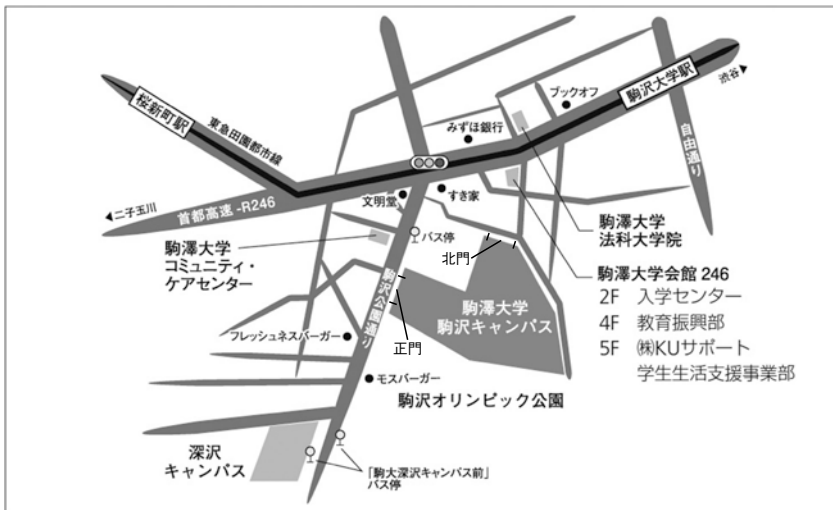 桜新町駅
東急田園都市線
駒沢大学駅
渋谷
ブックオフ
みずほ銀行
自由通り
二子玉川
首都高速-R246
文明堂
すき家
バス停
駒澤大学
法科大学院
駒澤大学
コミュニティ・
ケアセンター
北門
駒澤大学会館 246
2F 入学センター
4F 教育振興部
5F ㈱KUサポート
学生生活支援事業部
駒沢公園通り
駒澤大学
駒沢キャンパス
正門
フレッシュネスバーガー
モスバーガー
駒沢オリンピック公園
深沢
キャンパス
「駒大深沢キャンパス前」
バス停